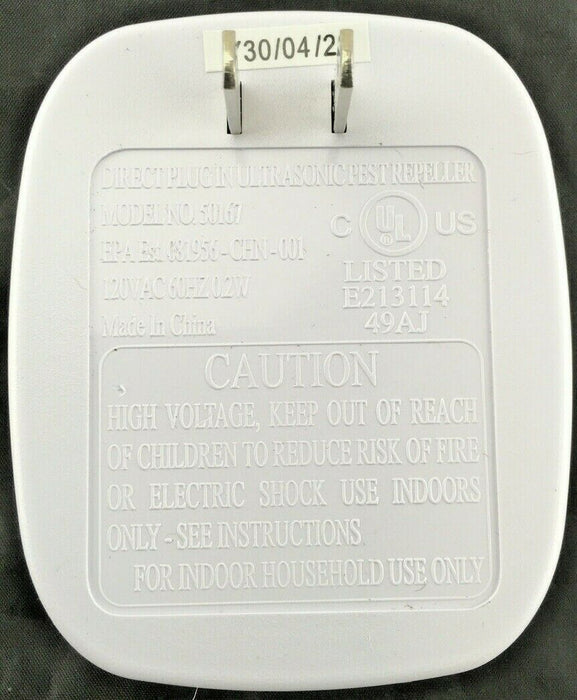 30/04/2
DIRECT PLUG IN ULTRASONIC PEST REPELLER
MODEL NO. 50167
EPA Est 081956-CHN-001
120VAC 60HZ 0.2W
Made In China
C UL US
LISTED
E213114
49AJ
CAUTION
HIGH VOLTAGE, KEEP OUT OF REACH
OF CHILDREN TO REDUCE RISK OF FIRE
OR ELECTRIC SHOCK USE INDOORS
ONLY-SEE INSTRUCTIONS
FOR INDOOR HOUSEHOLD USE ONLY